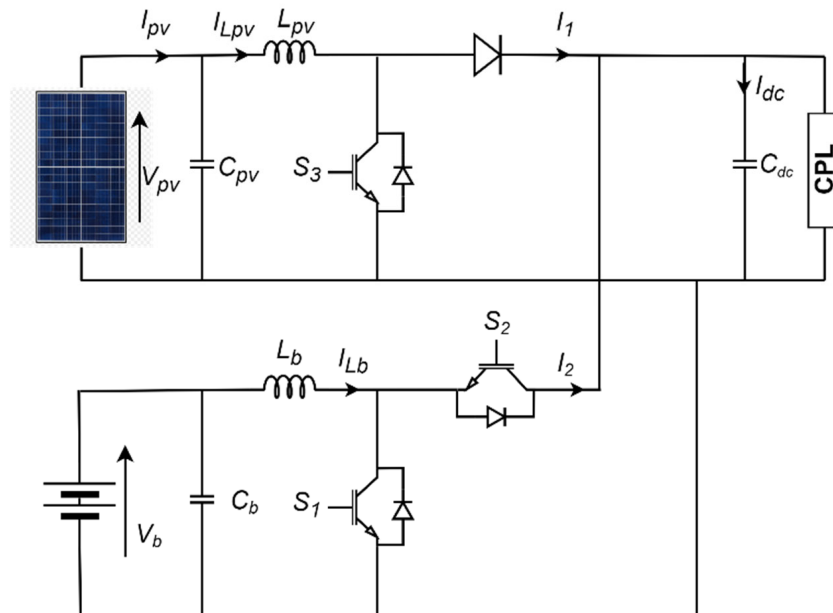 Ipv
ILpv
Lpv
I1
Idc
Vpv
Cpv
S3
Cdc
CPL
S2
Lb
ILb
I2
Vb
Cb
S1